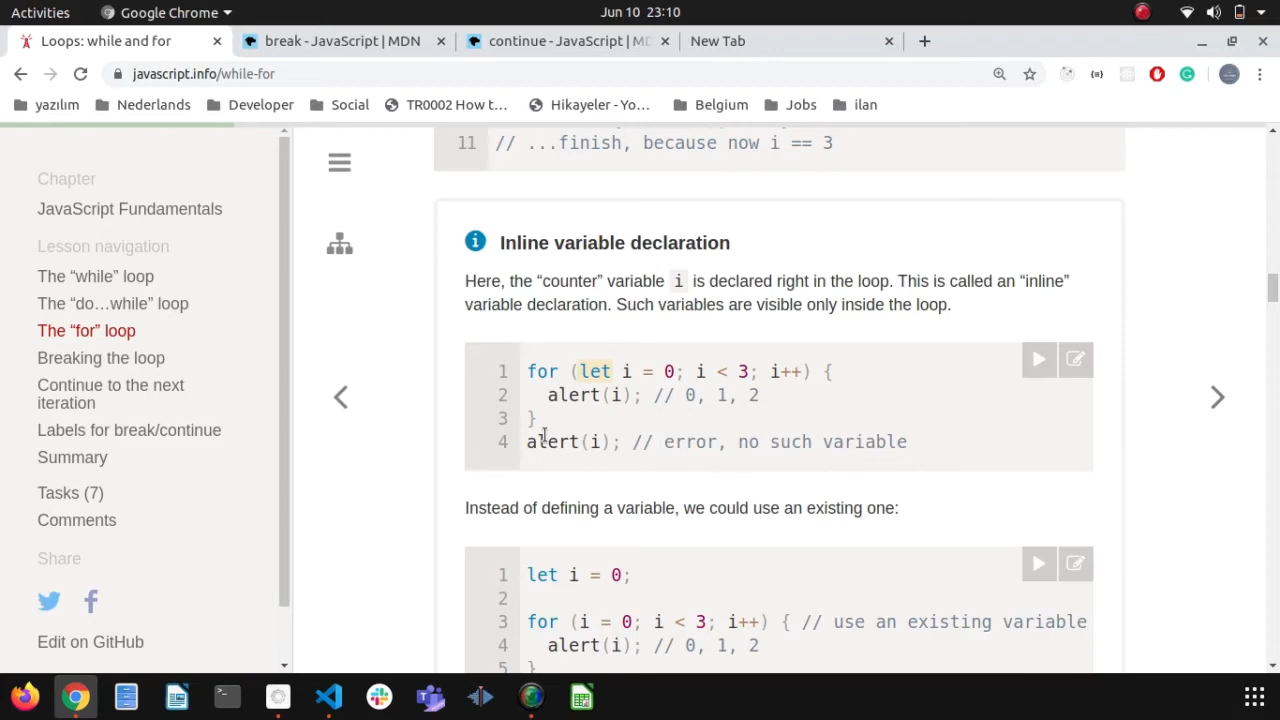 Activities
Google Chrome
Jun 10 23:10
Loops: while and for
break - JavaScript | MDN
continue - JavaScript | M
New Tab
javascript.info/while-for
yazılım
Nederlands
Developer
Social
TR0002 How t...
Hikayeler - Yo...
Belgium
Jobs
ilan
Chapter
JavaScript Fundamentals
Lesson navigation
The “while” loop
The “do…while” loop
The “for” loop
Breaking the loop
Continue to the next
iteration
Labels for break/continue
Summary
Tasks (7)
Comments
Share
Edit on GitHub
11 // ...finish, because now i == 3
Inline variable declaration
Here, the “counter” variable i is declared right in the loop. This is called an “inline”
variable declaration. Such variables are visible only inside the loop.
1 for (let i = 0; i < 3; i++) {
2 alert(i); // 0, 1, 2
3 }
4 alert(i); // error, no such variable
Instead of defining a variable, we could use an existing one:
1 let i = 0;
2
3 for (i = 0; i < 3; i++) { // use an existing variable
4 alert(i); // 0, 1, 2
5 }